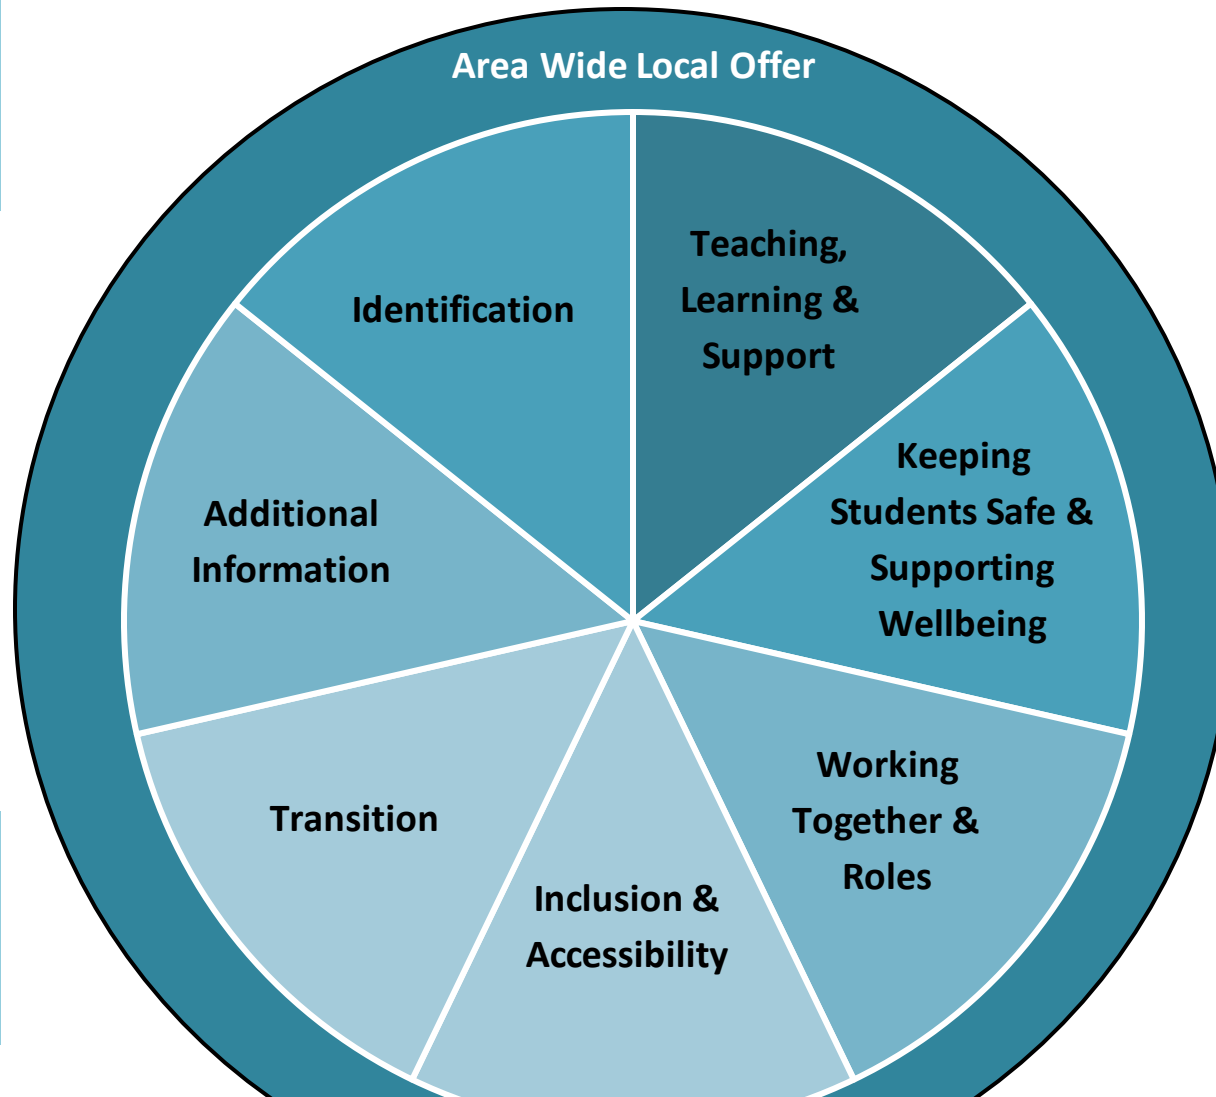 Area Wide Local Offer
Teaching,
Learning &
Support
Identification
Keeping
Students Safe &
Supporting
Wellbeing
Additional
Information
Working
Together &
Roles
Transition
Inclusion &
Accessibility